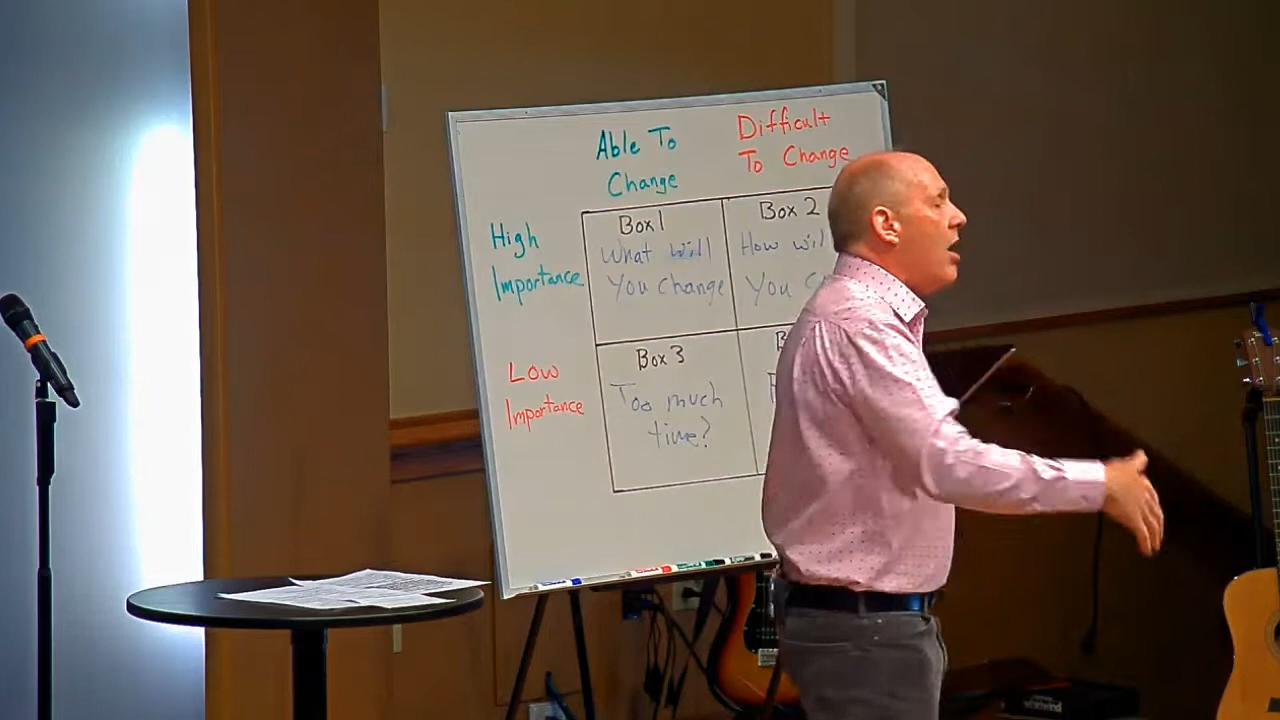 Able To
Change
Difficult
To Change
High
Importance
Box 1
What will
You Change
Box 2
How wil
You C
Low
Importance
Box 3
Too much
time?
B
whirlwind